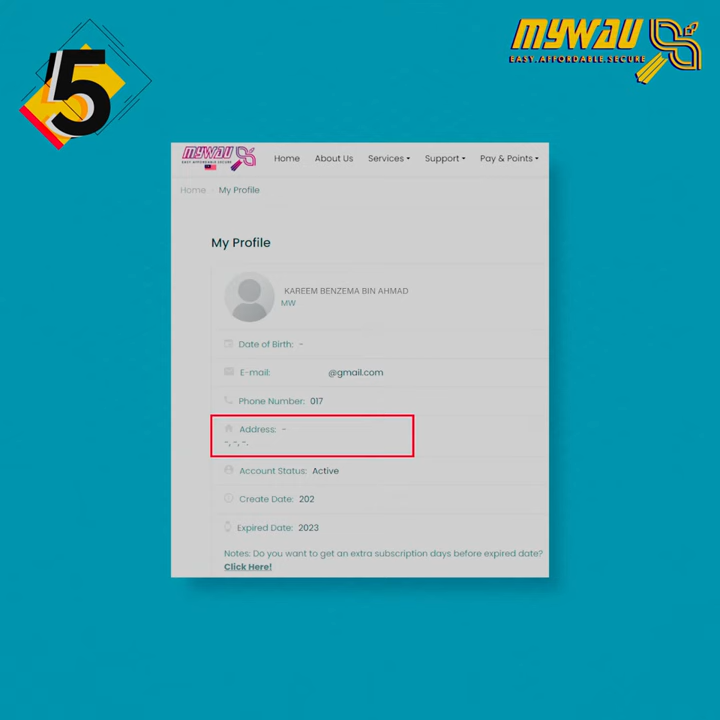 5
MYWAU
EASY.AFFORDABLE.SECURE
MYWAU
EASY AFFORDABLE SECURE
Home About Us Services Support Pay & Points
Home My Profile
My Profile
KAREEM BENZEMA BIN AHMAD
MW
Date of Birth: -
E-mail: @gmail.com
Phone Number: 017
Address: -
-, -, -.
Account Status: Active
Create Date: 202
Expired Date: 2023
Notes: Do you want to get an extra subscription days before expired date?
Click Here!